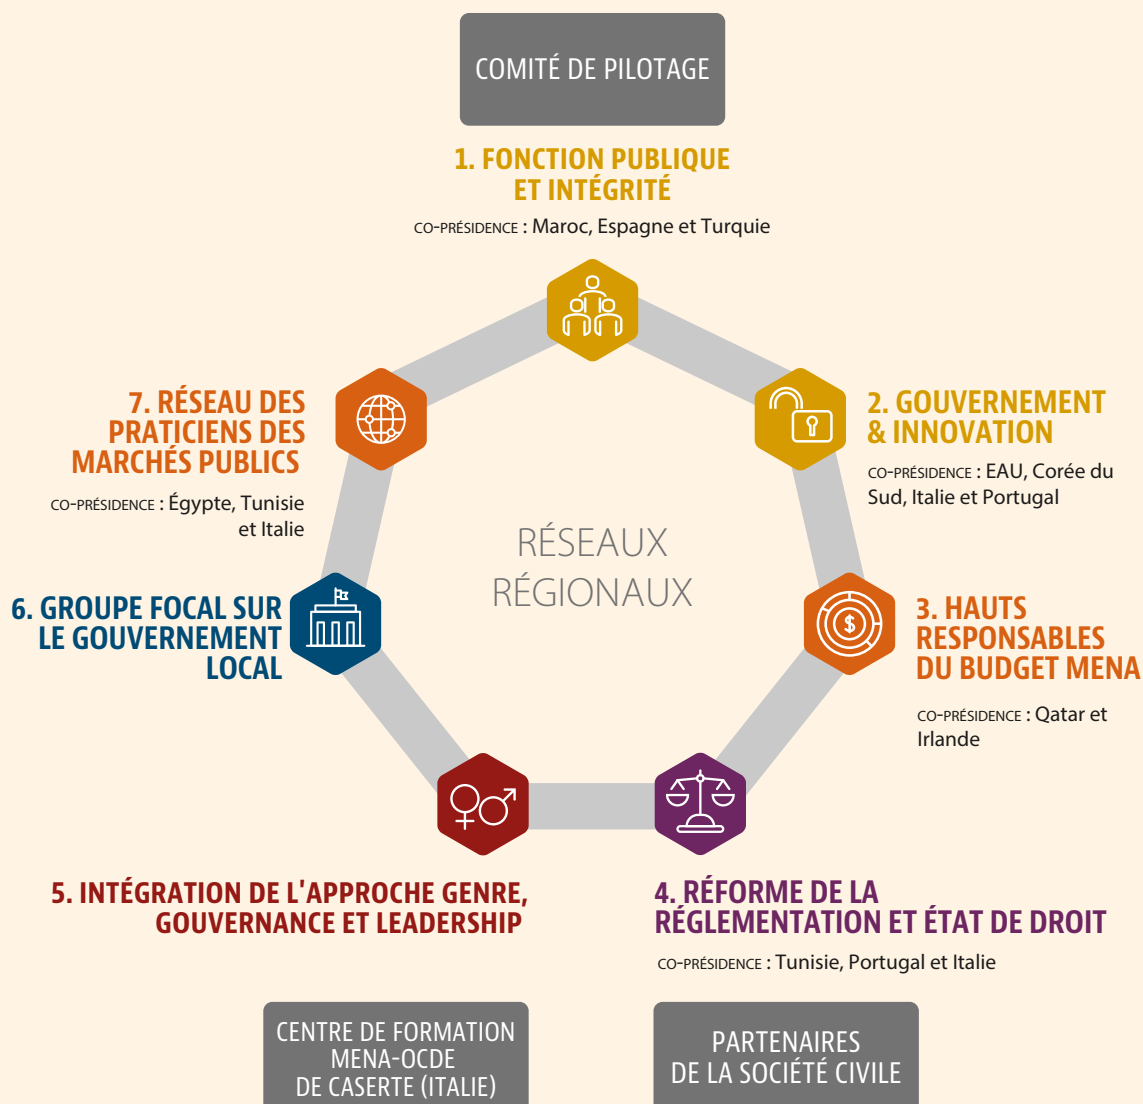 COMITÉ DE PILOTAGE
1. FONCTION PUBLIQUE
ET INTÉGRITÉ
CO-PRÉSIDENCE : Maroc, Espagne et Turquie
2. GOUVERNEMENT
& INNOVATION
CO-PRÉSIDENCE : EAU, Corée du
Sud, Italie et Portugal
3. HAUTS
RESPONSABLES
DU BUDGET MENA
$
CO-PRÉSIDENCE : Qatar et
Irlande
4. RÉFORME DE LA
RÉGLEMENTATION ET ÉTAT DE DROIT
CO-PRÉSIDENCE : Tunisie, Portugal et Italie
5. INTÉGRATION DE L'APPROCHE GENRE,
GOUVERNANCE ET LEADERSHIP
6. GROUPE FOCAL SUR
LE GOUVERNEMENT
LOCAL
7. RÉSEAU DES
PRATICIENS DES
MARCHÉS PUBLICS
CO-PRÉSIDENCE : Égypte, Tunisie
et Italie
RÉSEAUX
RÉGIONAUX
CENTRE DE FORMATION
MENA-OCDE
DE CASERTE (ITALIE)
PARTENAIRES
DE LA SOCIÉTÉ CIVILE